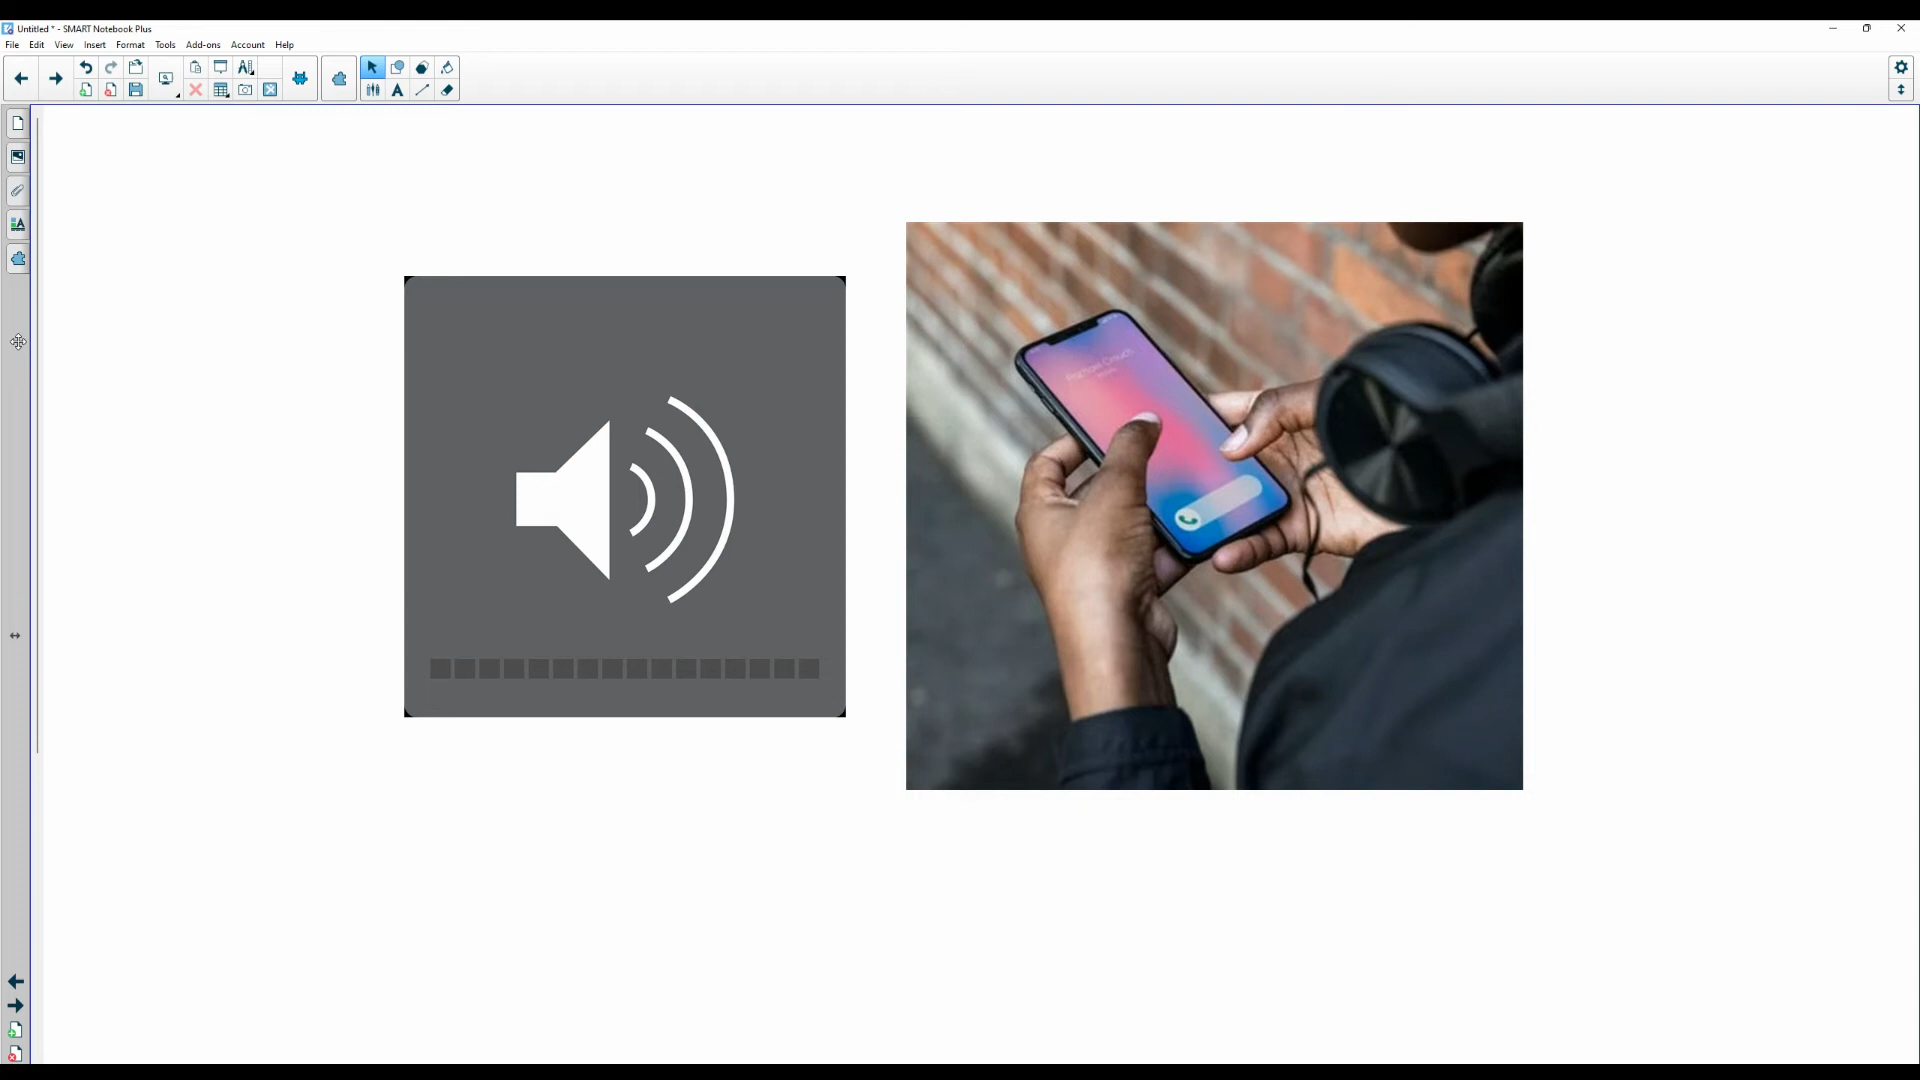 Untitled * - SMART Notebook Plus
File Edit View Insert Format Tools Add-ons Account Help